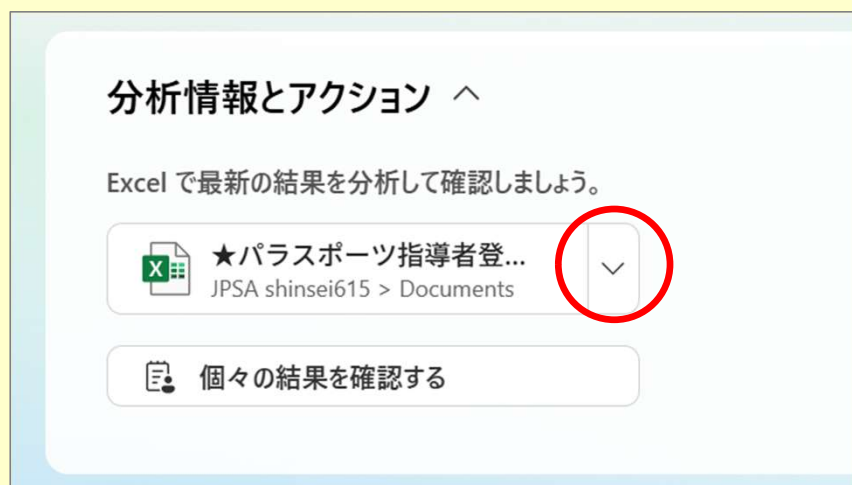 分析情報とアクション
Excel で最新の結果を分析して確認しましょう。
★パラスポーツ指導者登...
JPSA shinsei615 > Documents
個々の結果を確認する